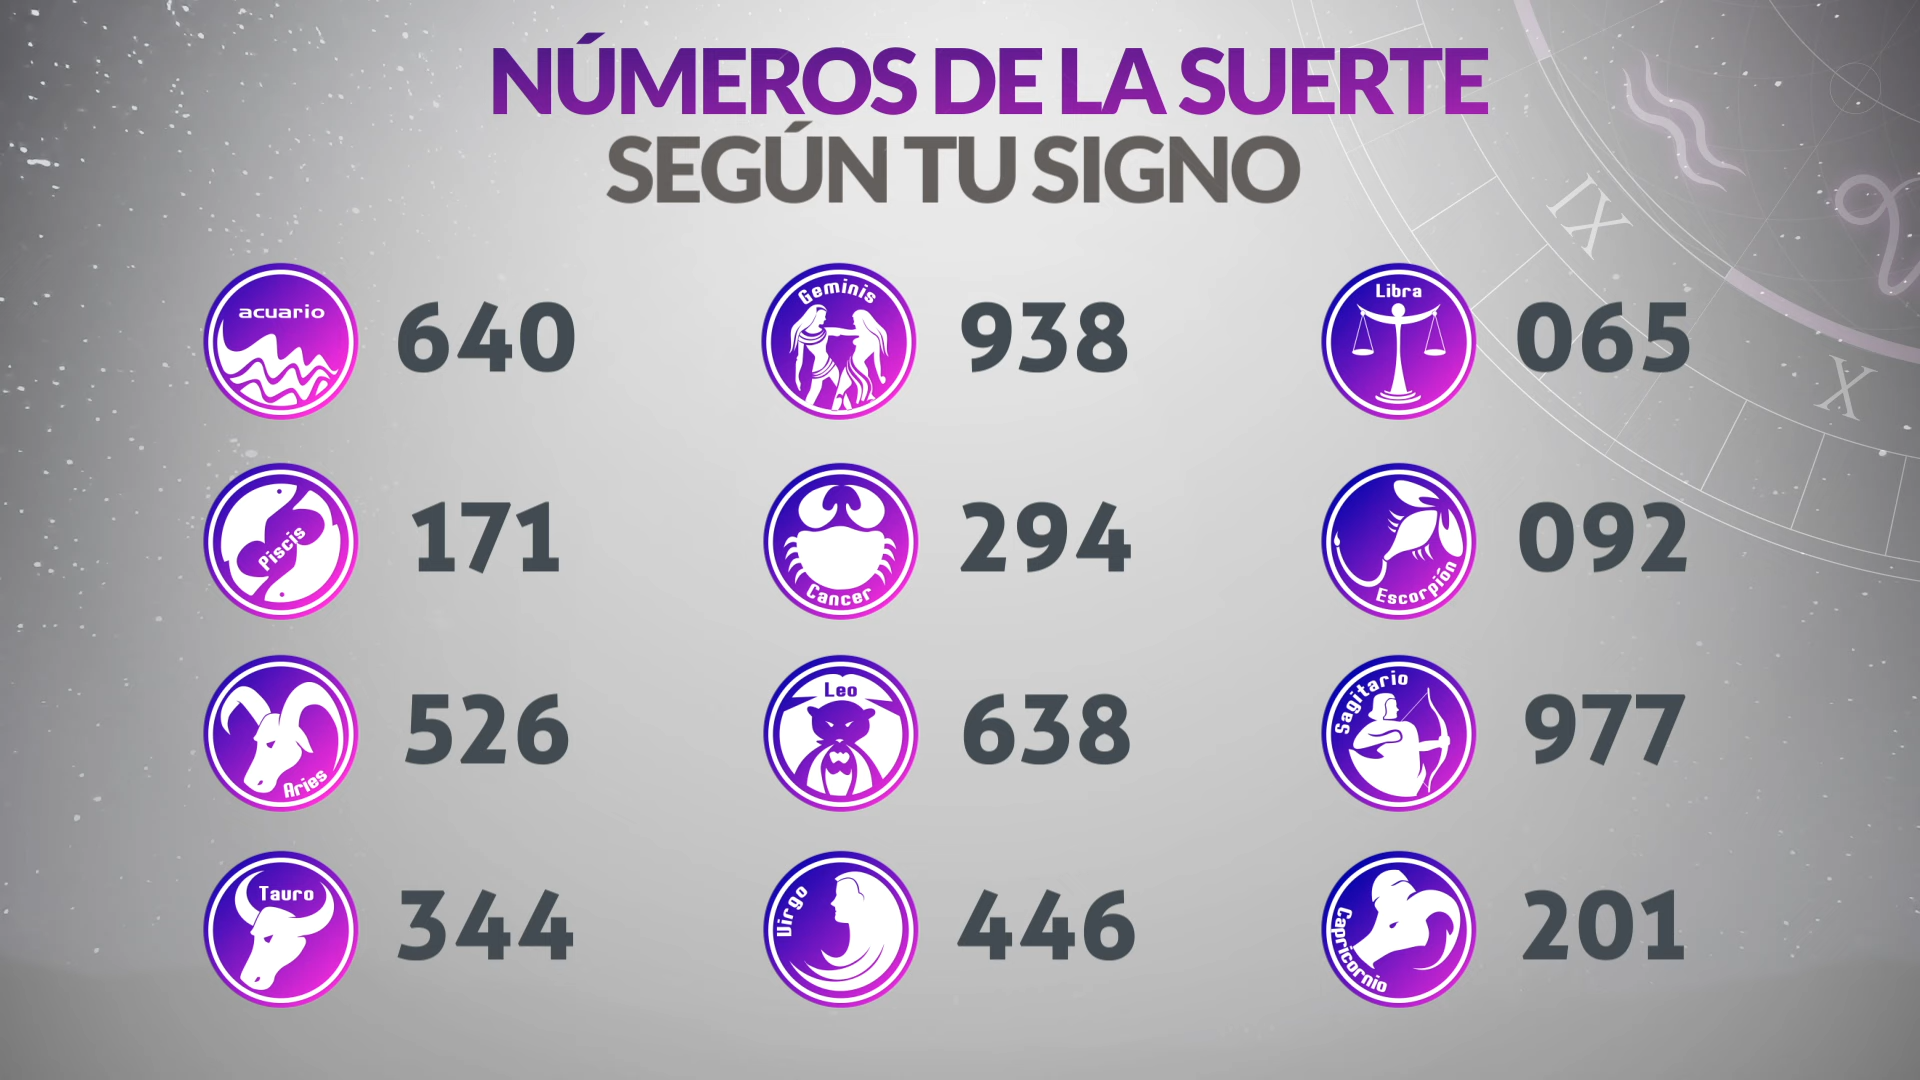 NÚMEROS DE LA SUERTE
SEGÚN TU SIGNO
acuario
640
Geminis
938
Libra
065
Piscis
171
Cancer
294
Escorpión
092
Aries
526
Leo
638
Sagitario
977
Tauro
344
Virgo
446
Capricornio
201
IX
X